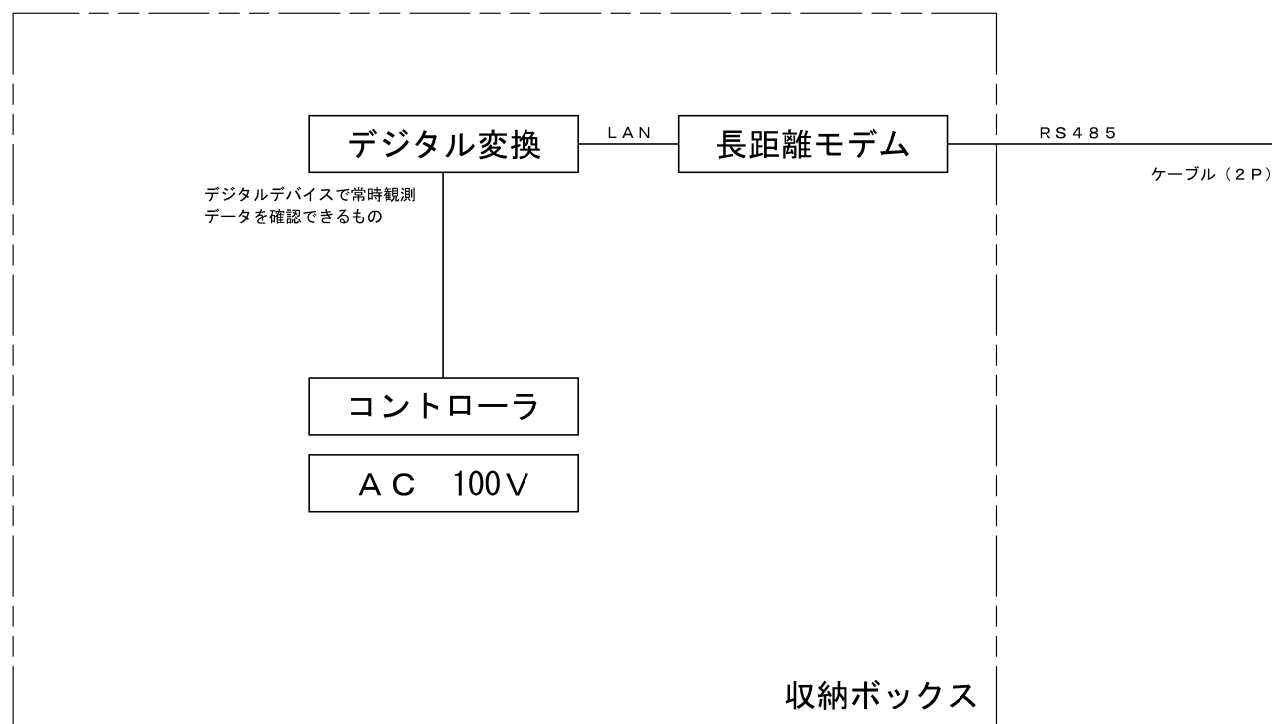 デジタル変換
LAN
長距離モデム
RS485
ケーブル(2P)
デジタルデバイスで常時観測
データを確認できるもの
コントローラ
AC 100V
収納ボックス